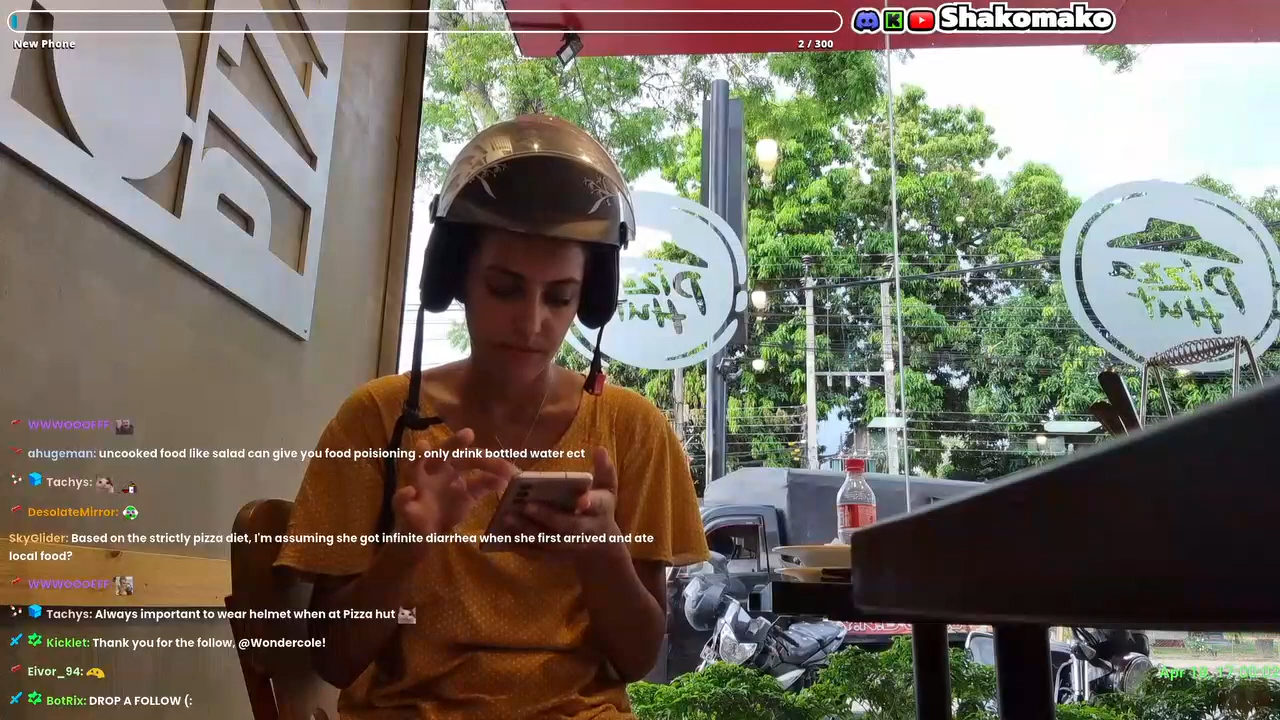 Shakomako
New Phone
2 / 300
Pizza
Hut
Pizza
Hut
WWWOOOFFF
ahugeman: uncooked food like salad can give you food poisioning . only drink bottled water ect
Tachys:
DesolateMirror:
SkyGlider: Based on the strictly pizza diet, I'm assuming she got infinite diarrhea when she first arrived and ate
local food?
WWWOOOFFF
Tachys: Always important to wear helmet when at Pizza hut
Kicklet: Thank you for the follow, @Wondercole!
Eivor_94:
BotRix: DROP A FOLLOW (: